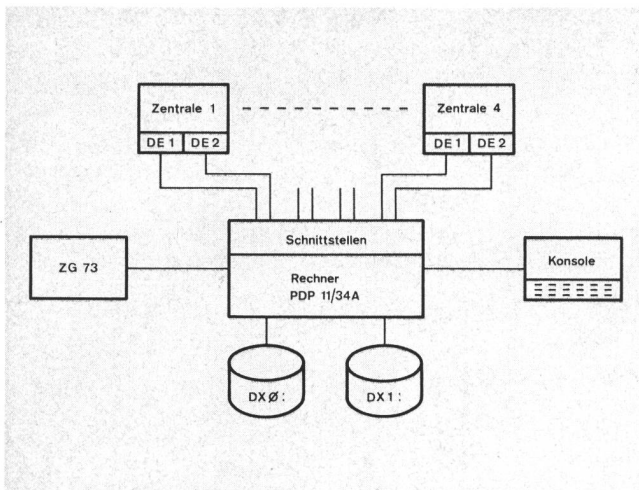 Zentrale 1
DE 1 DE 2
Zentrale 4
DE 1 DE 2
Schnittstellen
ZG 73
Rechner
PDP 11/34A
Konsole
DXØ:
DX1: